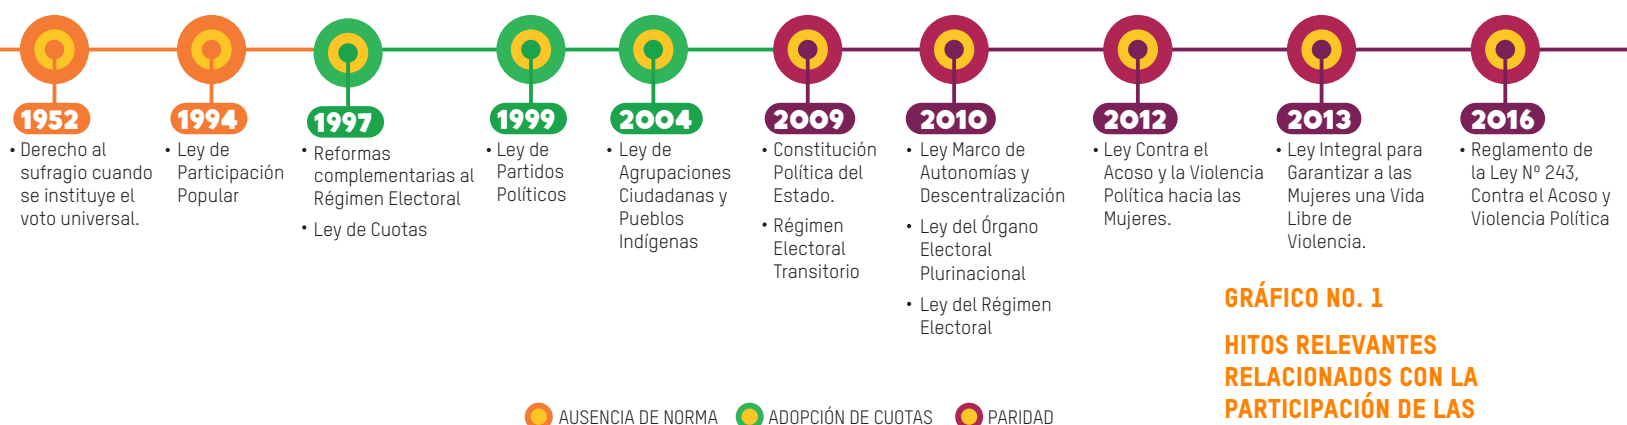 1952
• Derecho al
sufragio cuando
se instituye el
voto universal.
1994
• Ley de
Participación
Popular
1997
• Reformas
complementarias al
Régimen Electoral
• Ley de Cuotas
1999
• Ley de
Partidos
Políticos
2004
• Ley de
Agrupaciones
Ciudadanas y
Pueblos
Indígenas
2009
• Constitución
Política del
Estado.
• Régimen
Electoral
Transitorio
2010
• Ley Marco de
Autonomías y
Descentralización
• Ley del Órgano
Electoral
Plurinacional
• Ley del Régimen
Electoral
2012
• Ley Contra el
Acoso y la Violencia
Política hacia las
Mujeres.
2013
• Ley Integral para
Garantizar a las
Mujeres una Vida
Libre de
Violencia.
2016
• Reglamento de
la Ley Nº 243,
Contra el Acoso y
Violencia Política
GRÁFICO NO. 1
HITOS RELEVANTES
RELACIONADOS CON LA
PARTICIPACIÓN DE LAS
AUSENCIA DE NORMA
ADOPCIÓN DE CUOTAS
PARIDAD